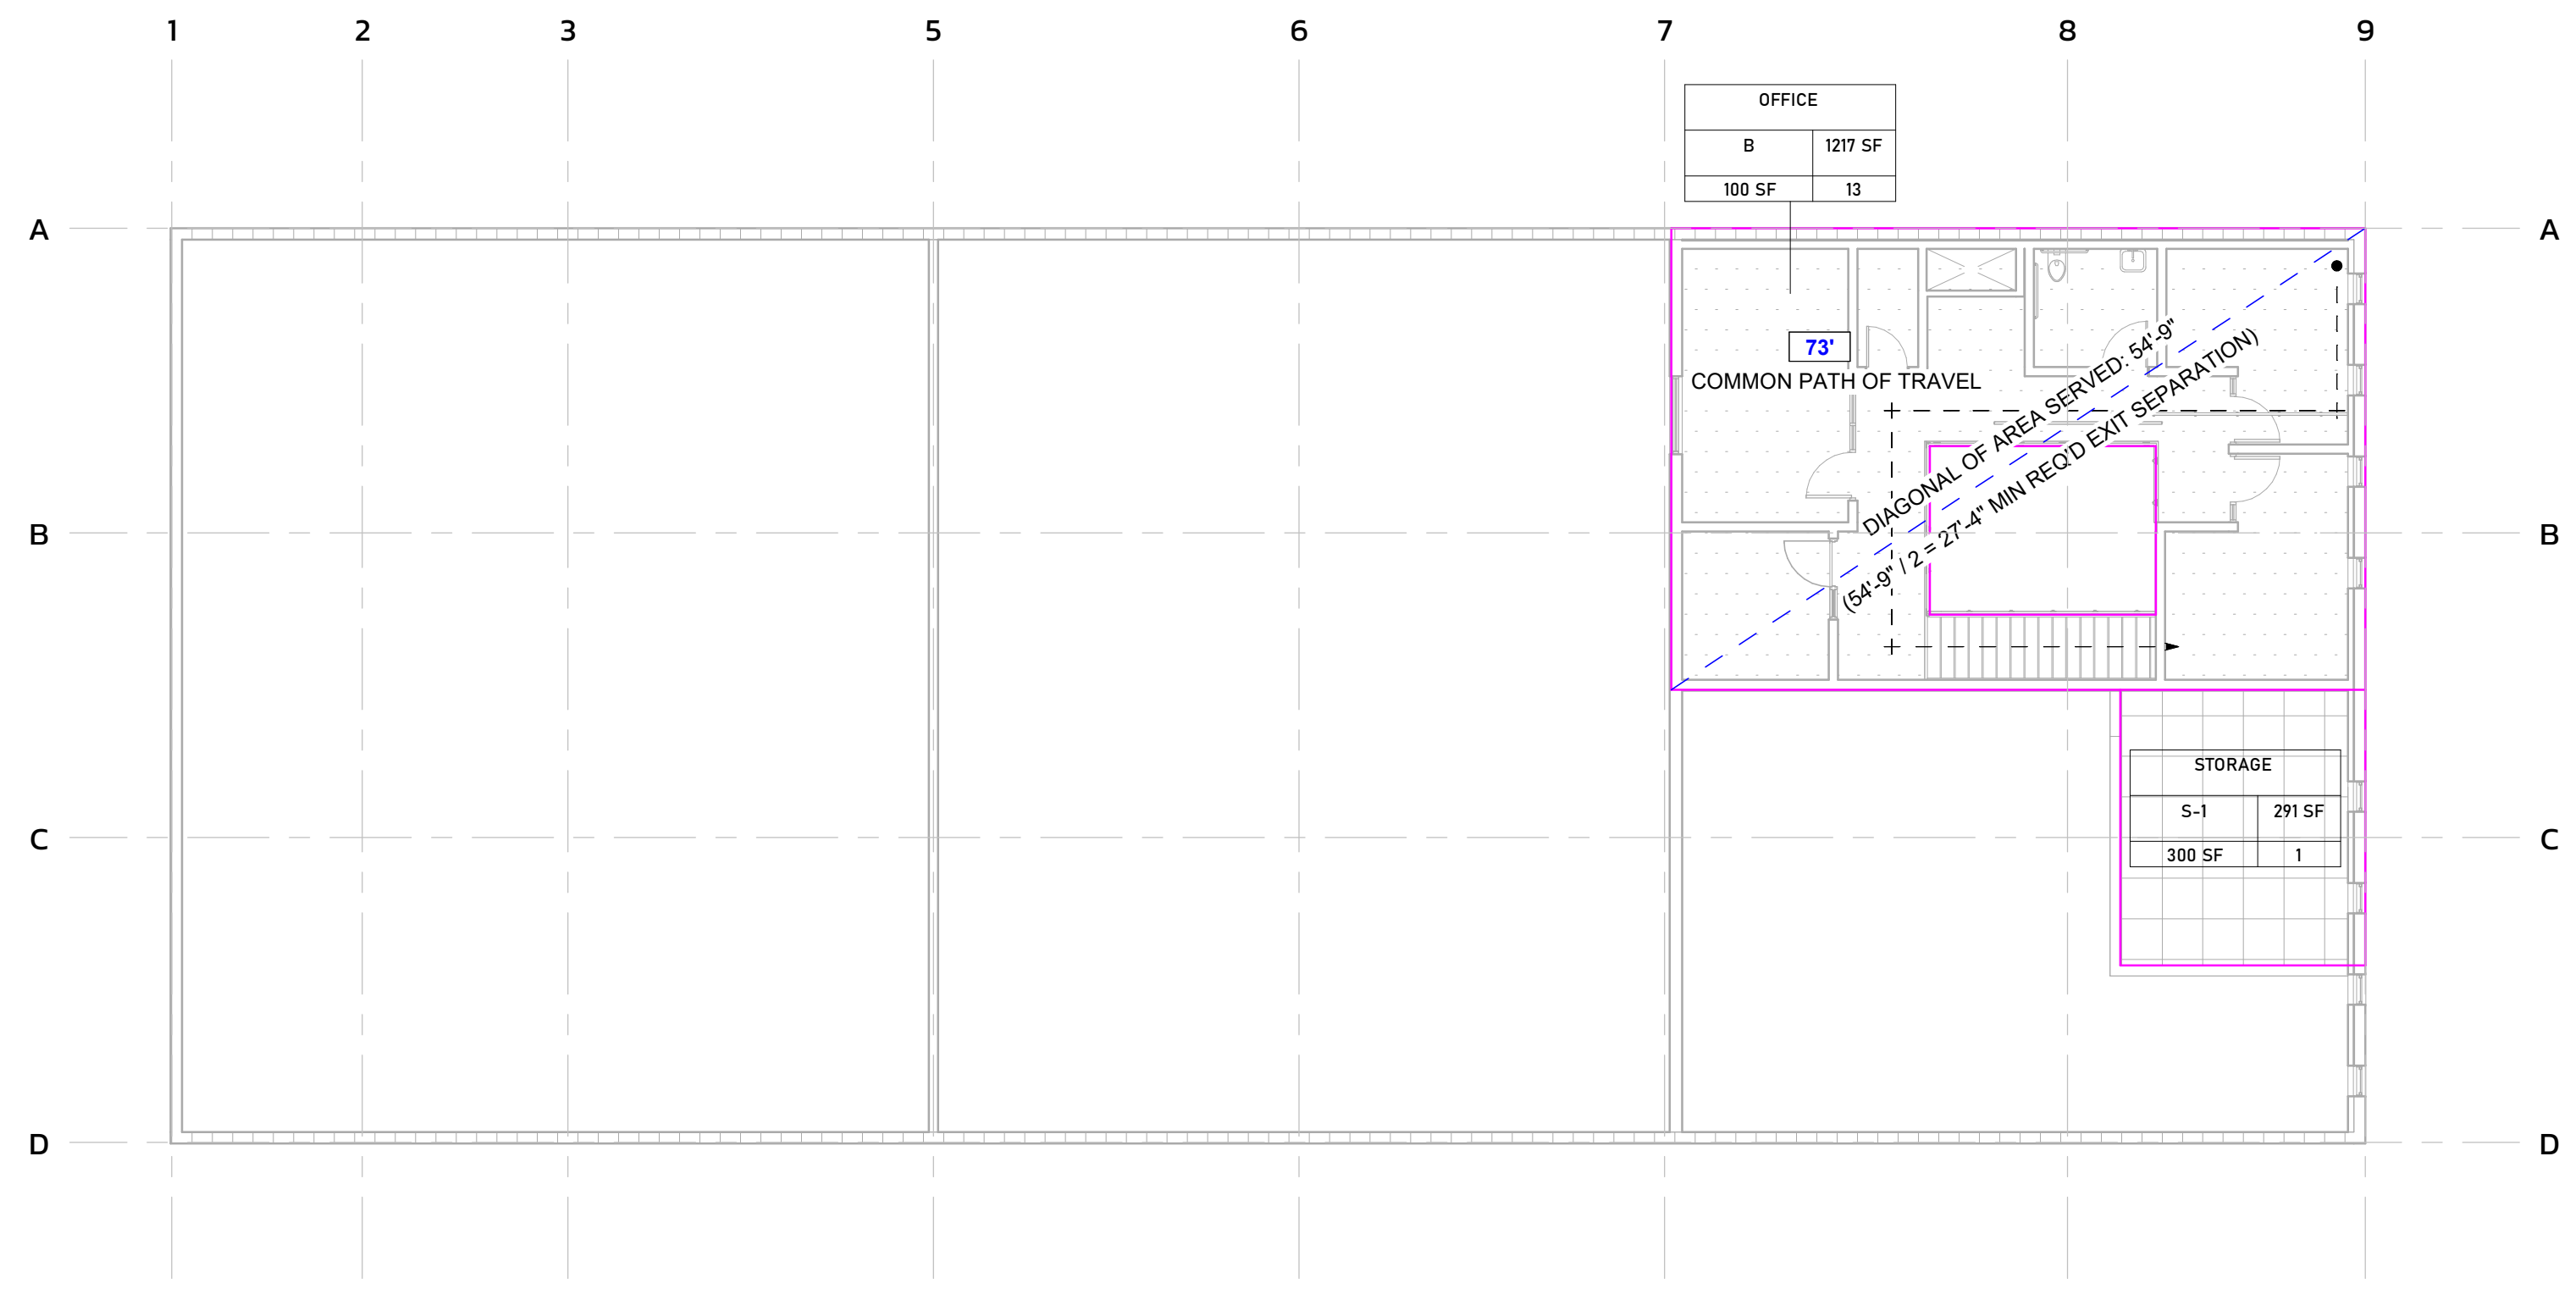 1 2 3 5 6 7 8 9
OFFICE
B 1217 SF
100 SF 13
A A
73'
COMMON PATH OF TRAVEL
DIAGONAL OF AREA SERVED: 54'-9"
(54'-9" / 2 = 27'-4" MIN REQ'D EXIT SEPARATION)
B B
STORAGE
S-1 291 SF
C C
300 SF 1
D D